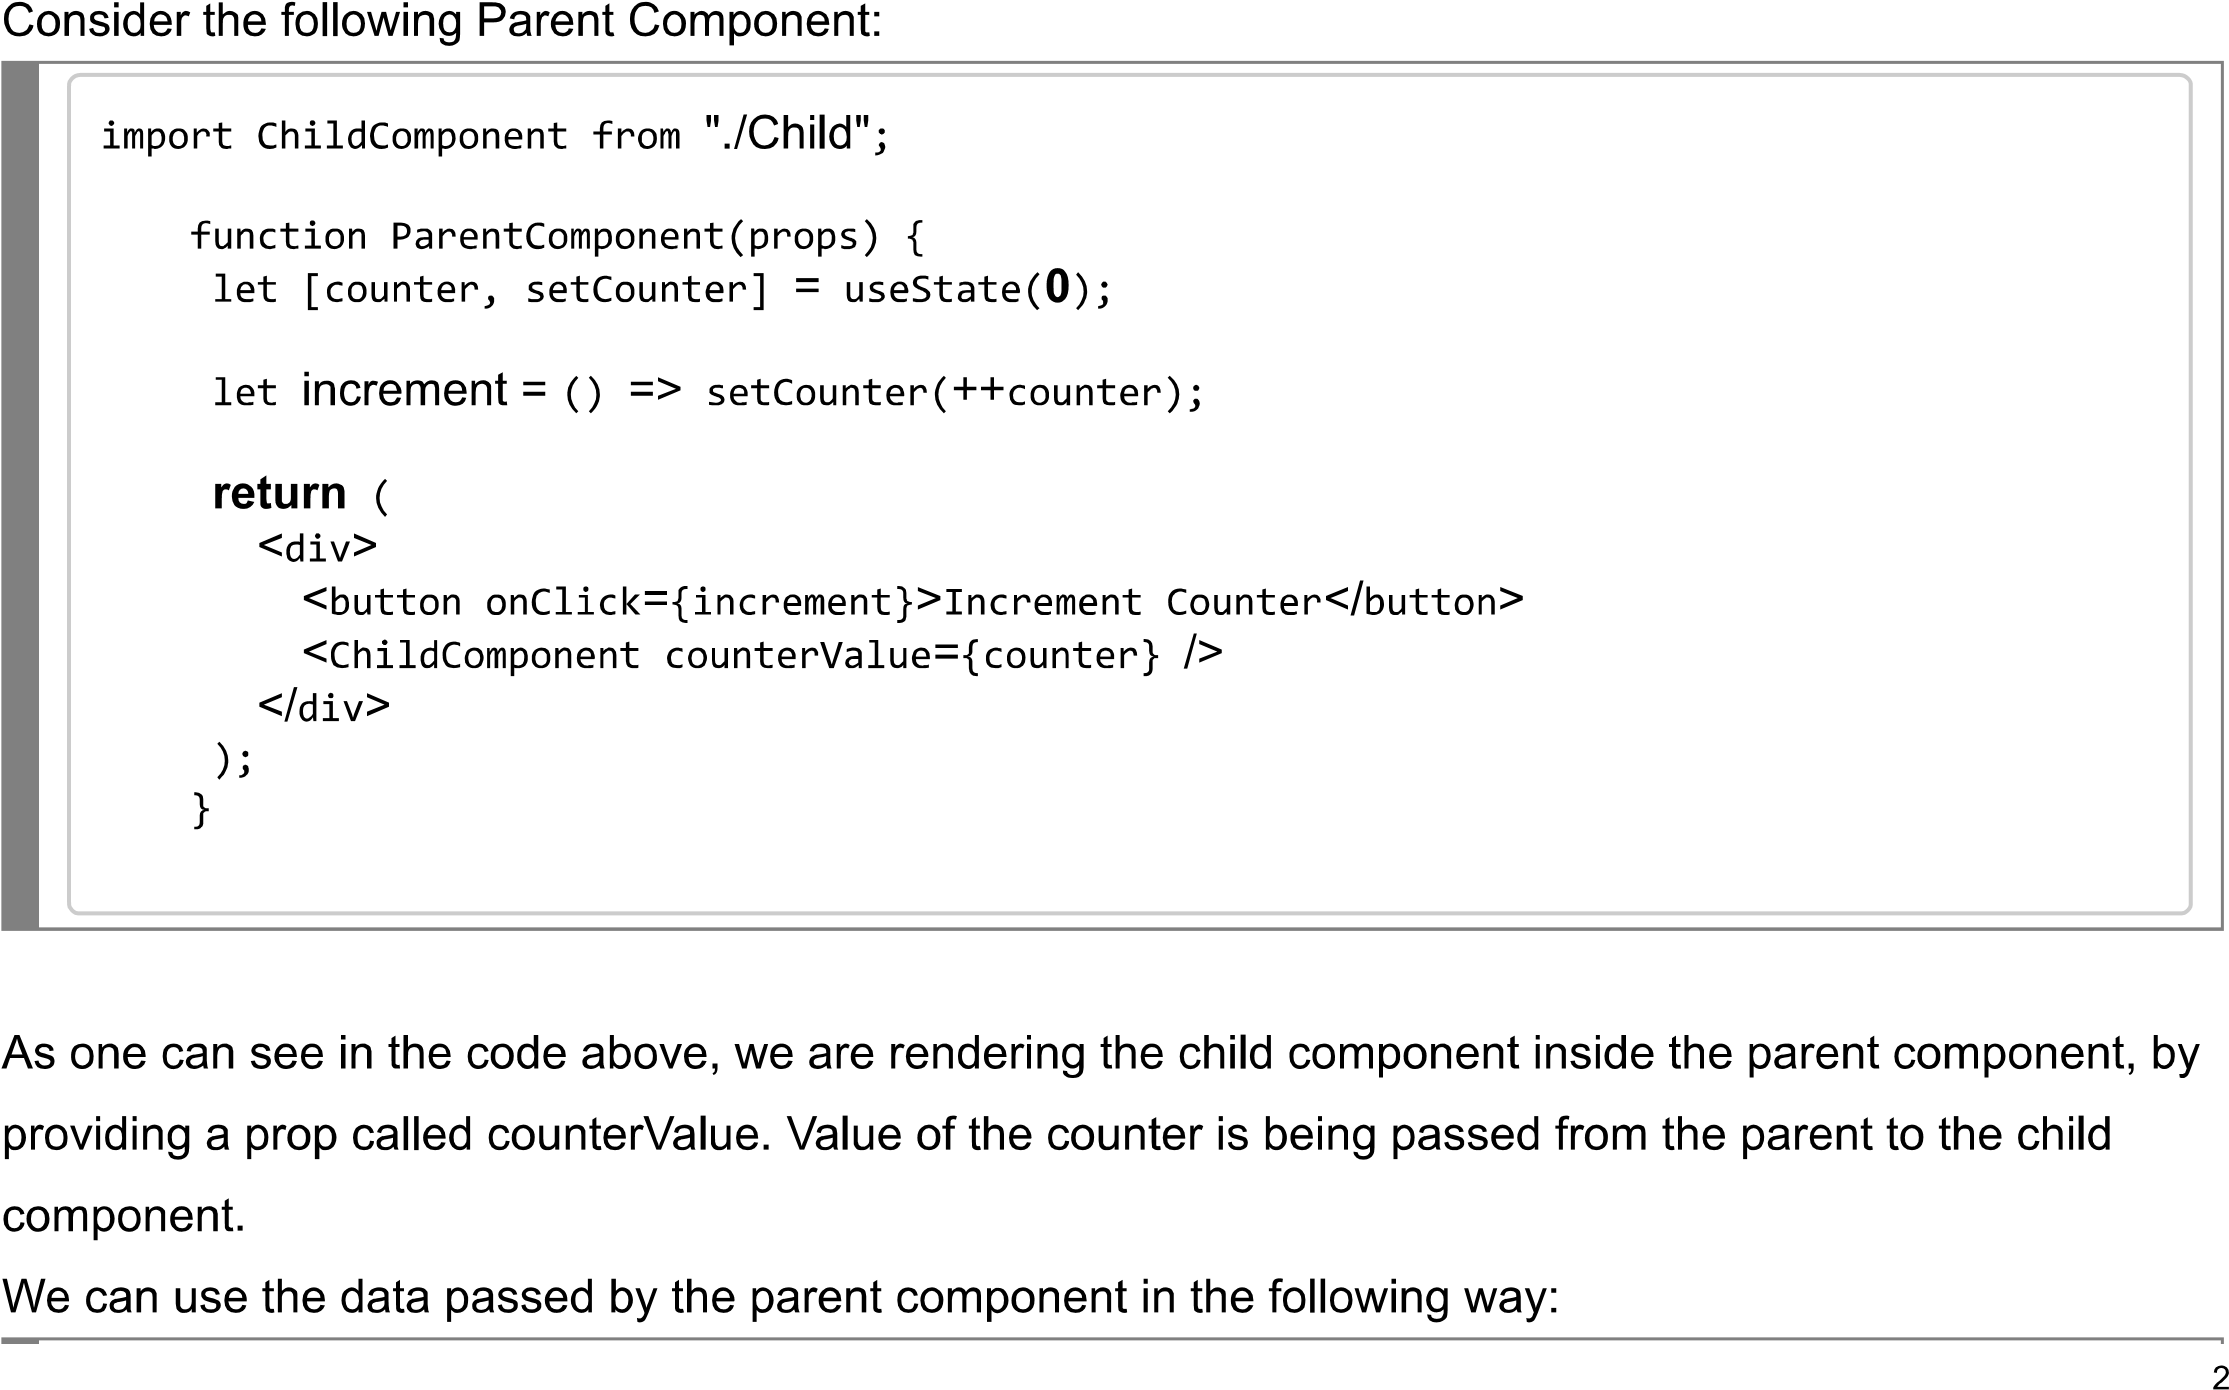 Consider the following Parent Component:
import ChildComponent from "./Child";
function ParentComponent(props) {
let [counter, setCounter] = useState(0);
let increment = () => setCounter(++counter);
return (
<div>
<button onClick={increment}>Increment Counter</button>
<ChildComponent counterValue={counter} />
</div>
);
}
As one can see in the code above, we are rendering the child component inside the parent component, by
providing a prop called counterValue. Value of the counter is being passed from the parent to the child
component.
We can use the data passed by the parent component in the following way:
2